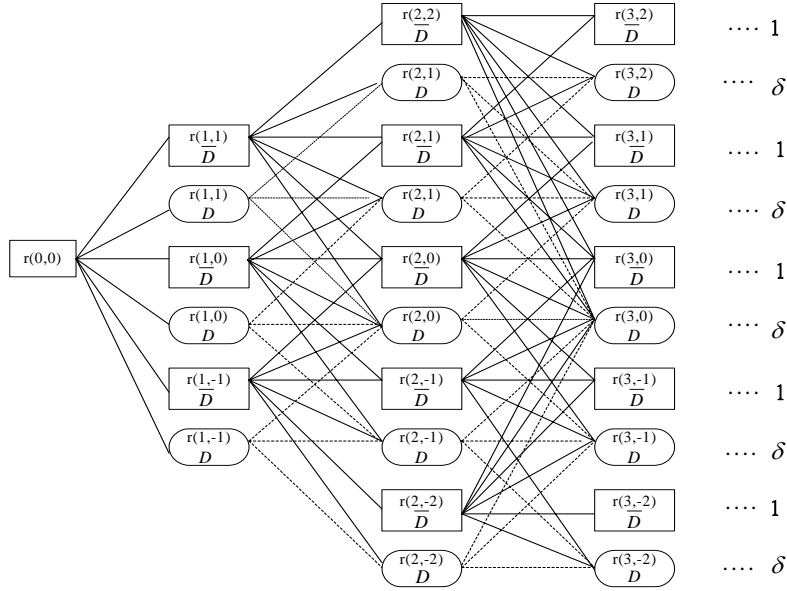 r(0,0)
r(1,1)
D̅
r(1,1)
D
r(1,0)
D̅
r(1,0)
D
r(1,-1)
D̅
r(1,-1)
D
r(2,2)
D̅
r(2,1)
D
r(2,1)
D̅
r(2,1)
D
r(2,0)
D̅
r(2,0)
D
r(2,-1)
D̅
r(2,-1)
D
r(2,-2)
D̅
r(2,-2)
D
r(3,2)
D̅
r(3,2)
D
r(3,1)
D̅
r(3,1)
D
r(3,0)
D̅
r(3,0)
D
r(3,-1)
D̅
r(3,-1)
D
r(3,-2)
D̅
r(3,-2)
D
.... 1
.... δ
.... 1
.... δ
.... 1
.... δ
.... 1
.... δ
.... 1
.... δ